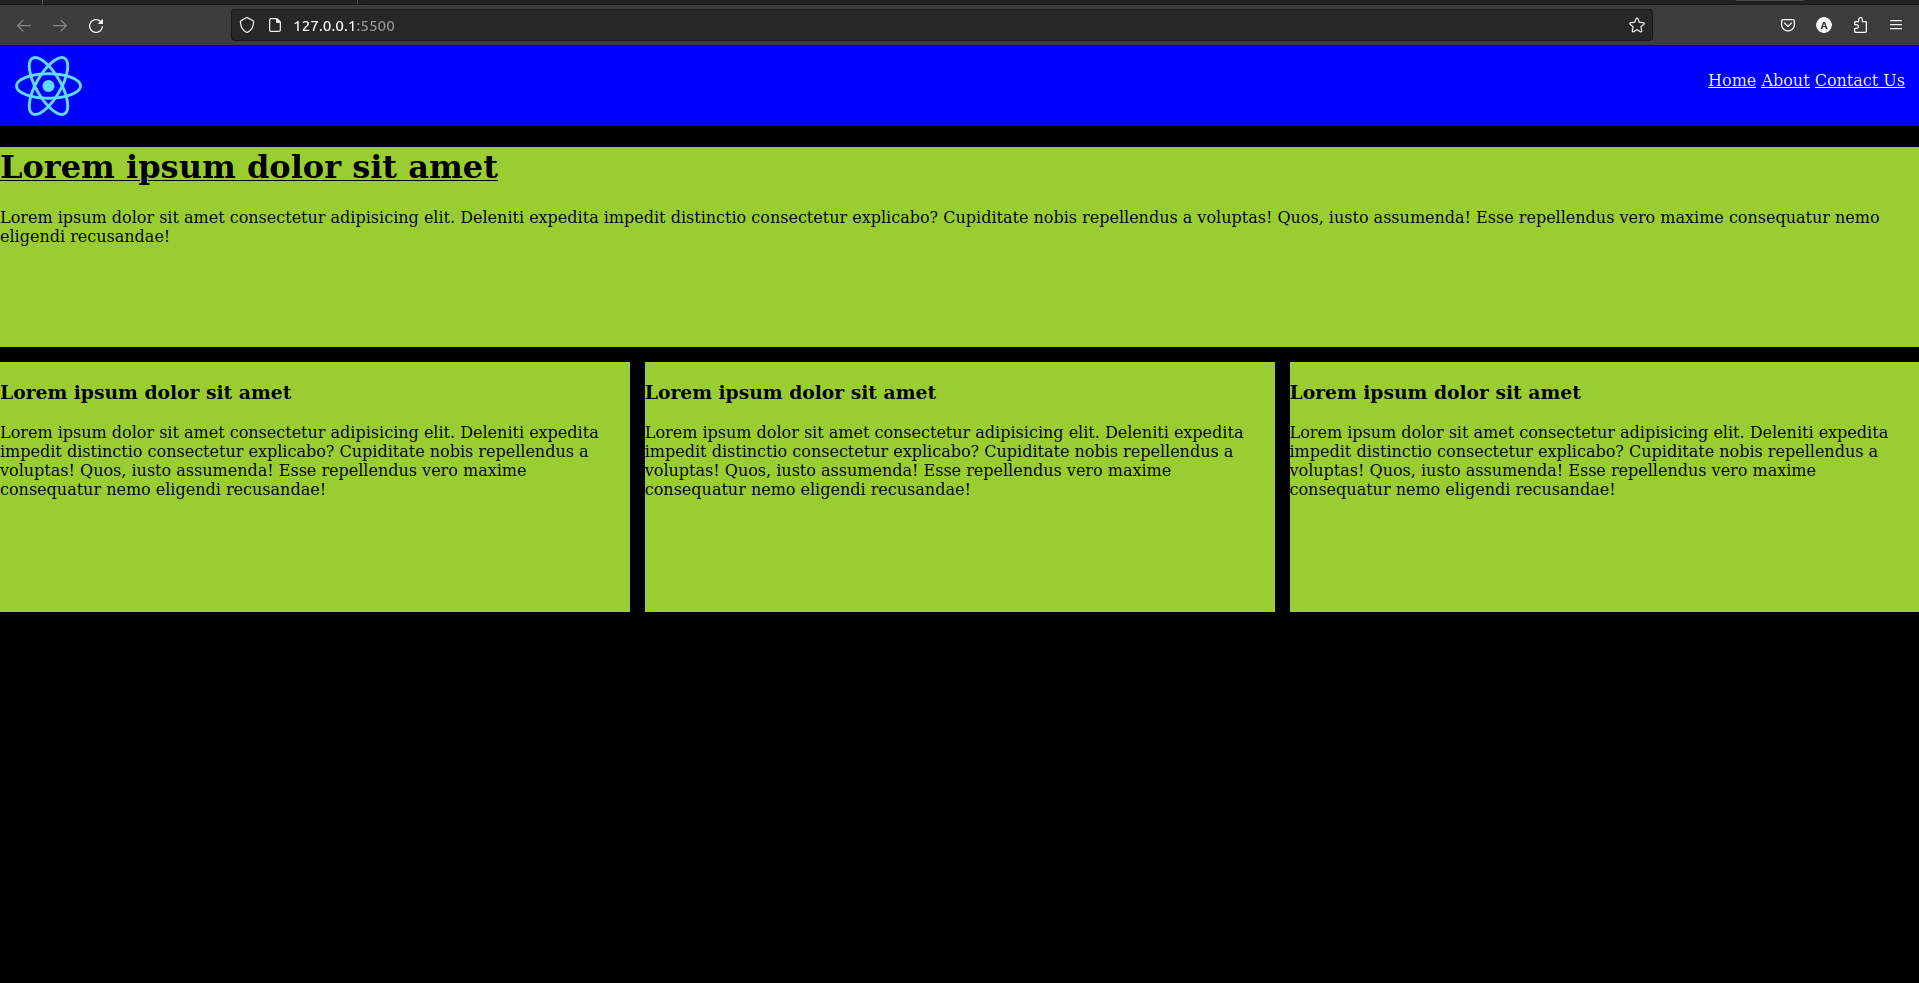 127.0.0.1:5500
A
Home About Contact Us
Lorem ipsum dolor sit amet
Lorem ipsum dolor sit amet consectetur adipisicing elit. Deleniti expedita impedit distinctio consectetur explicabo? Cupiditate nobis repellendus a voluptas! Quos, iusto assumenda! Esse repellendus vero maxime consequatur nemo
eligendi recusandae!
Lorem ipsum dolor sit amet
Lorem ipsum dolor sit amet consectetur adipisicing elit. Deleniti expedita
impedit distinctio consectetur explicabo? Cupiditate nobis repellendus a
voluptas! Quos, iusto assumenda! Esse repellendus vero maxime
consequatur nemo eligendi recusandae!
Lorem ipsum dolor sit amet
Lorem ipsum dolor sit amet consectetur adipisicing elit. Deleniti expedita
impedit distinctio consectetur explicabo? Cupiditate nobis repellendus a
voluptas! Quos, iusto assumenda! Esse repellendus vero maxime
consequatur nemo eligendi recusandae!
Lorem ipsum dolor sit amet
Lorem ipsum dolor sit amet consectetur adipisicing elit. Deleniti expedita
impedit distinctio consectetur explicabo? Cupiditate nobis repellendus a
voluptas! Quos, iusto assumenda! Esse repellendus vero maxime
consequatur nemo eligendi recusandae!